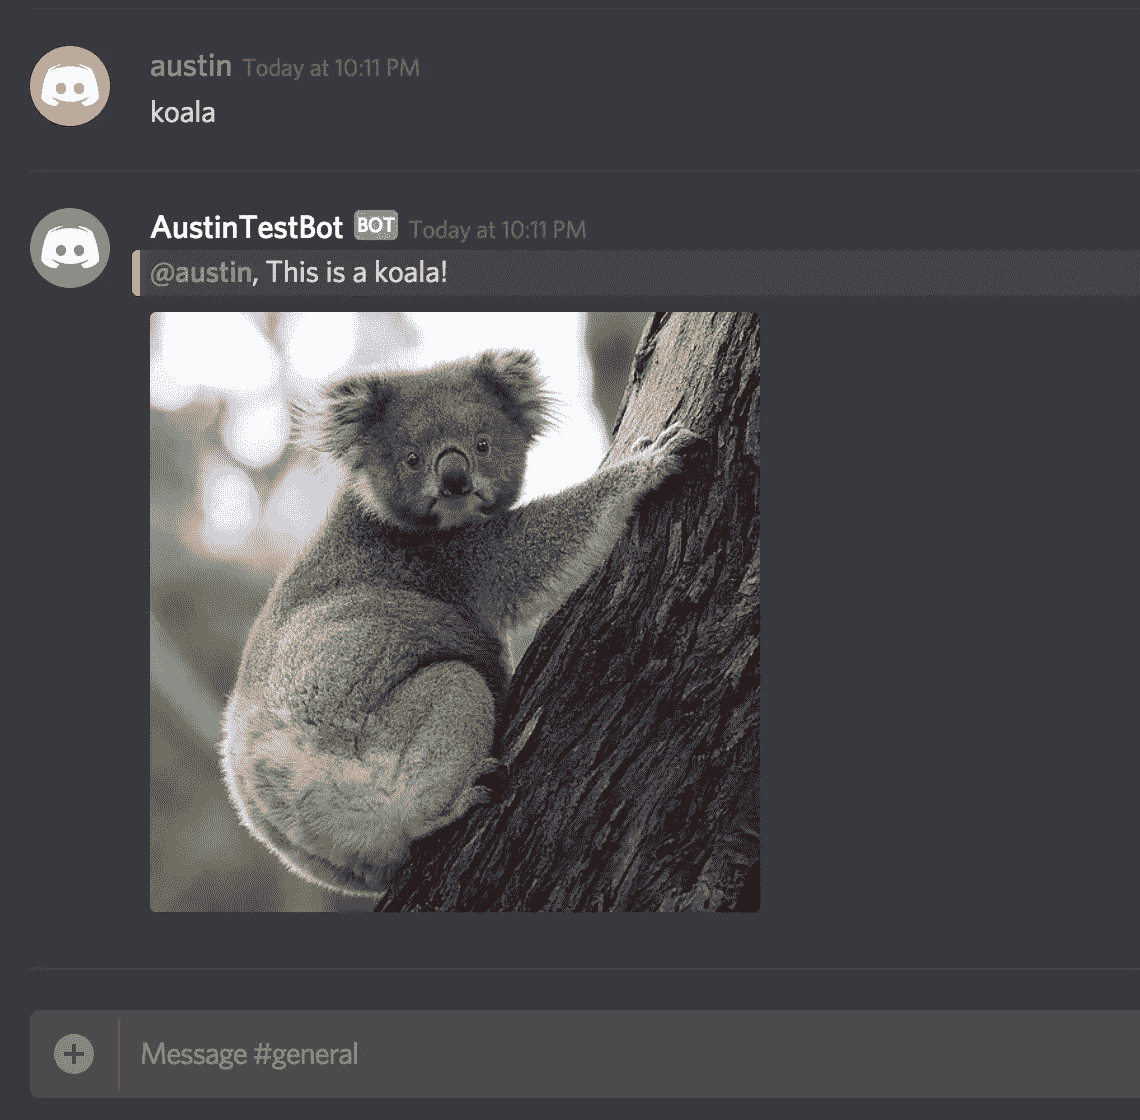 austin Today at 10:11 PM
koala
AustinTestBot BOT Today at 10:11 PM
@austin, This is a koala!
Message #general